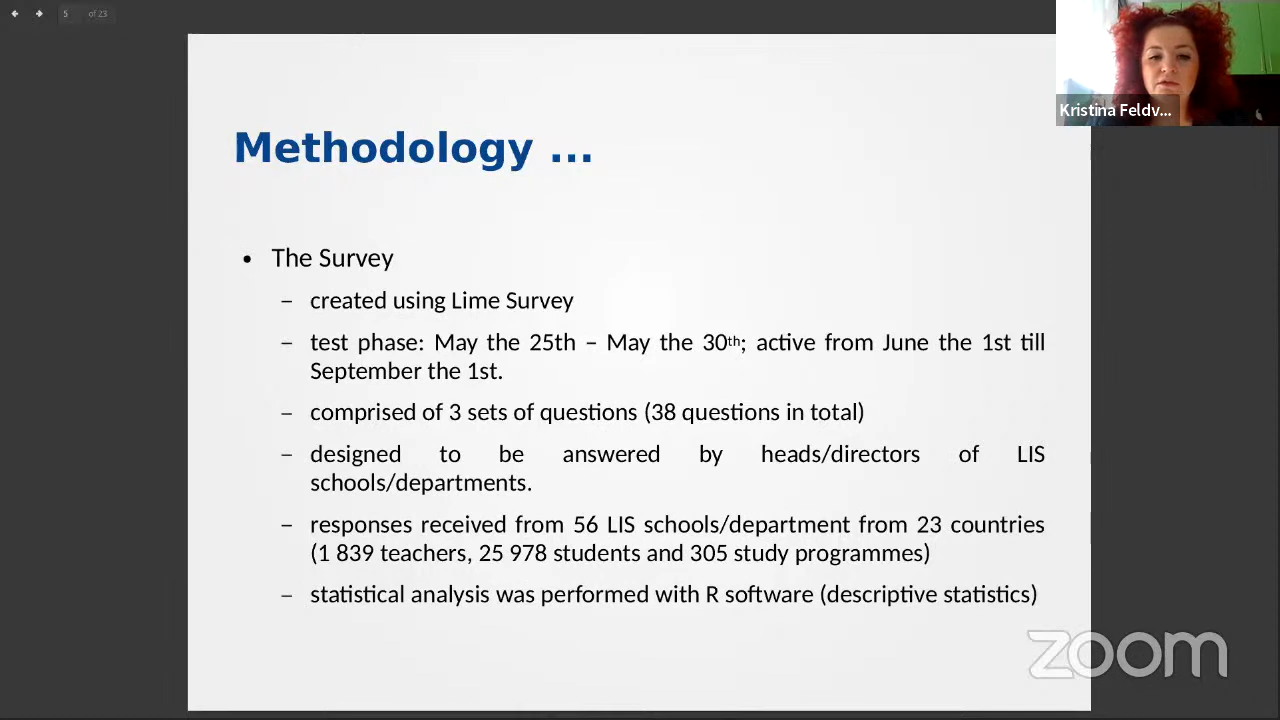 5 of 23
Kristina Feldv...
Methodology ...
• The Survey
– created using Lime Survey
– test phase: May the 25th – May the 30th; active from June the 1st till
September the 1st.
– comprised of 3 sets of questions (38 questions in total)
– designed to be answered by heads/directors of LIS
schools/departments.
– responses received from 56 LIS schools/department from 23 countries
(1 839 teachers, 25 978 students and 305 study programmes)
– statistical analysis was performed with R software (descriptive statistics)
zoom